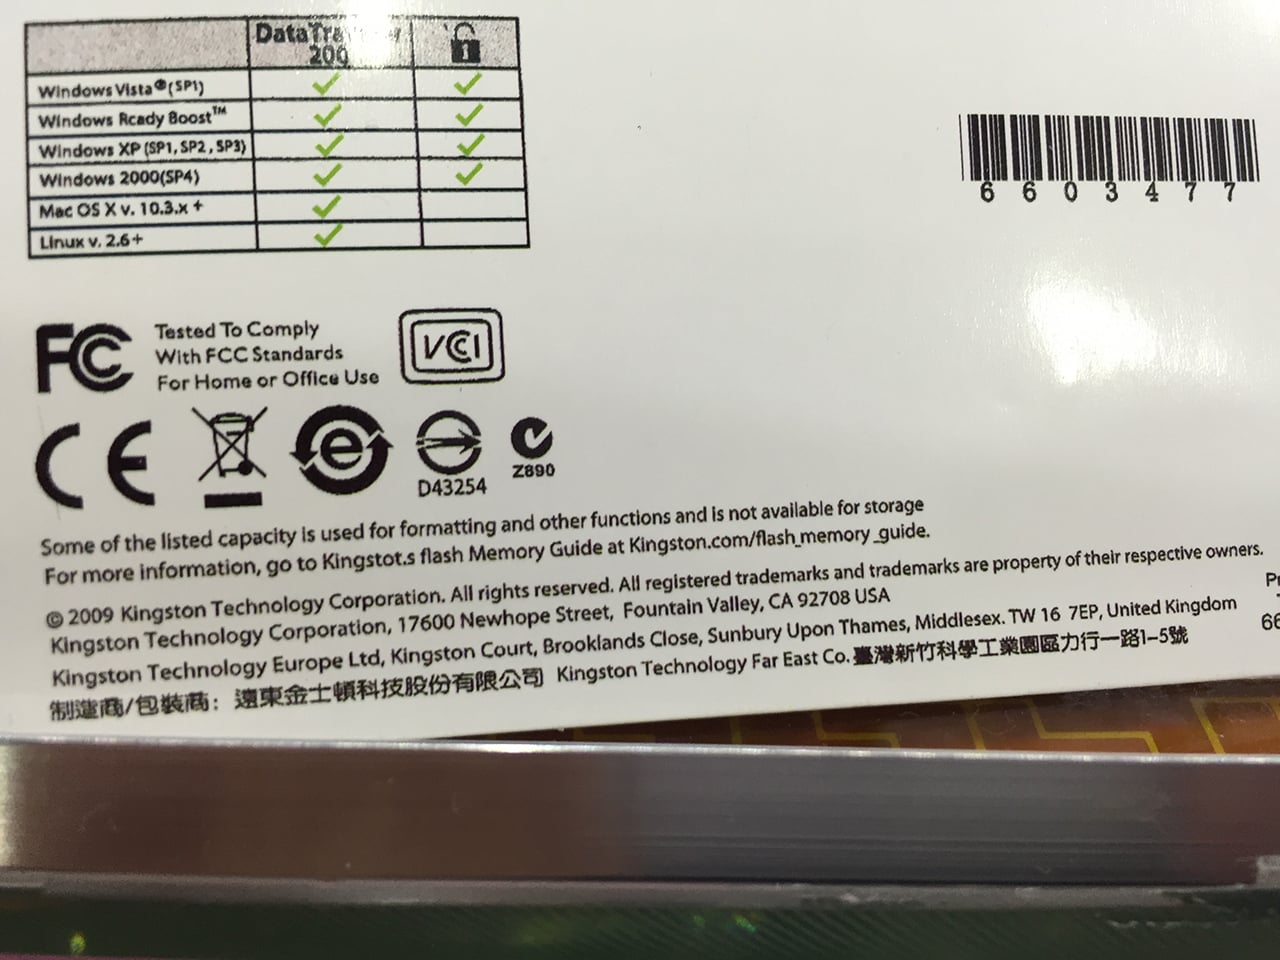 200
Windows Vista®(SP1)
Windows Ready Boost™
Windows XP (SP1, SP2, SP3)
Windows 2000(SP4)
Mac OS X v. 10.3.x +
Linux v. 2.6+
6603477
FC Tested To Comply
With FCC Standards
For Home or Office Use
VCCI
CE
e
D43254
Z890
Some of the listed capacity is used for formatting and other functions and is not available for storage
For more information, go to Kingstot.s flash Memory Guide at Kingston.com/flash_memory_guide.
© 2009 Kingston Technology Corporation. All rights reserved. All registered trademarks and trademarks are property of their respective owners.
Kingston Technology Corporation, 17600 Newhope Street, Fountain Valley, CA 92708 USA
Kingston Technology Europe Ltd, Kingston Court, Brooklands Close, Sunbury Upon Thames, Middlesex. TW 16 7EP, United Kingdom
制造商/包裝商: 遠東金士頓科技股份有限公司 Kingston Technology Far East Co. 臺灣新竹科學工業園區力行一路1-5號
66